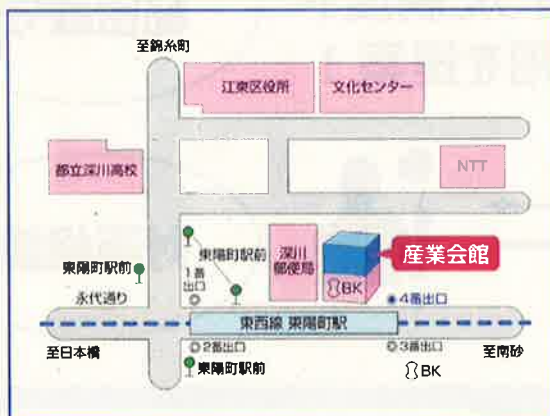 至錦糸町
江東区役所
文化センター
都立深川高校
NTT
東陽町駅前
深川
郵便局
産業会館
BK
東陽町駅前
1番
出口
永代通り
4番出口
東西線 東陽町駅
至日本橋
2番出口
3番出口
至南砂
東陽町駅前
BK